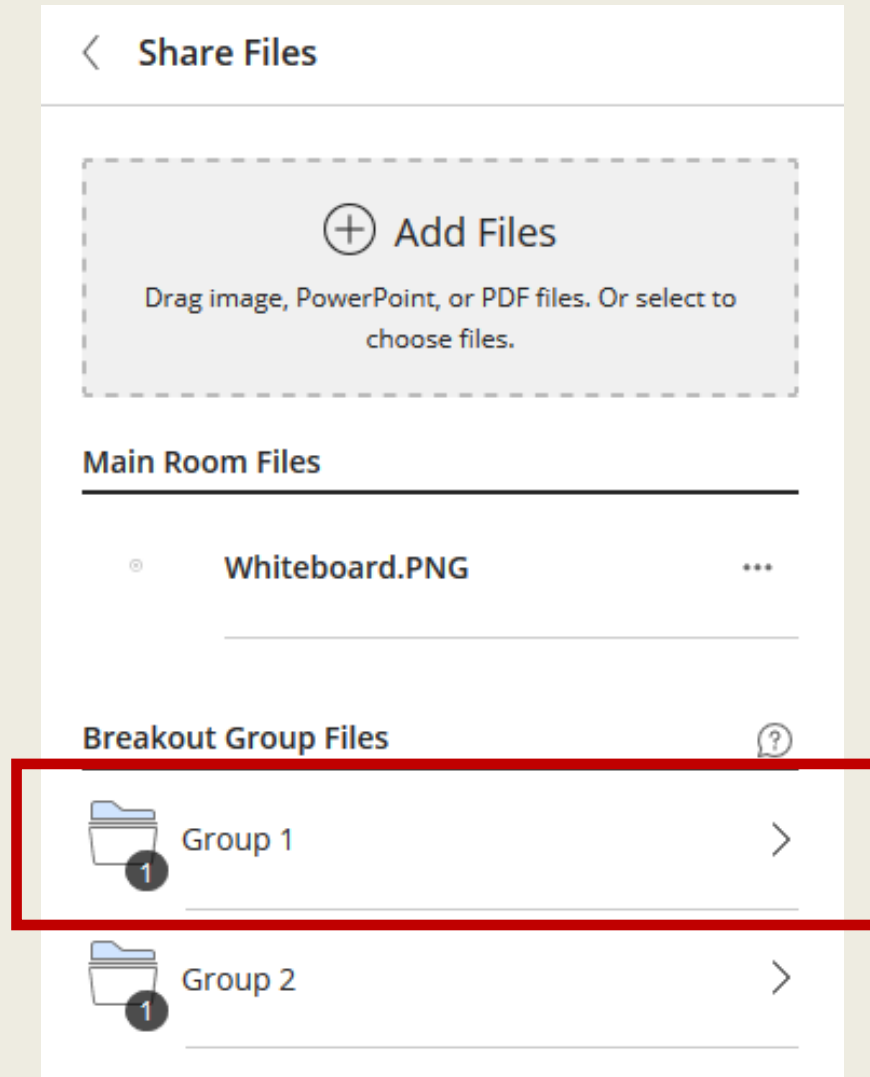 Share Files
Add Files
Drag image, PowerPoint, or PDF files. Or select to
choose files.
Main Room Files
Whiteboard.PNG
Breakout Group Files
?
Group 1
1
Group 2
1